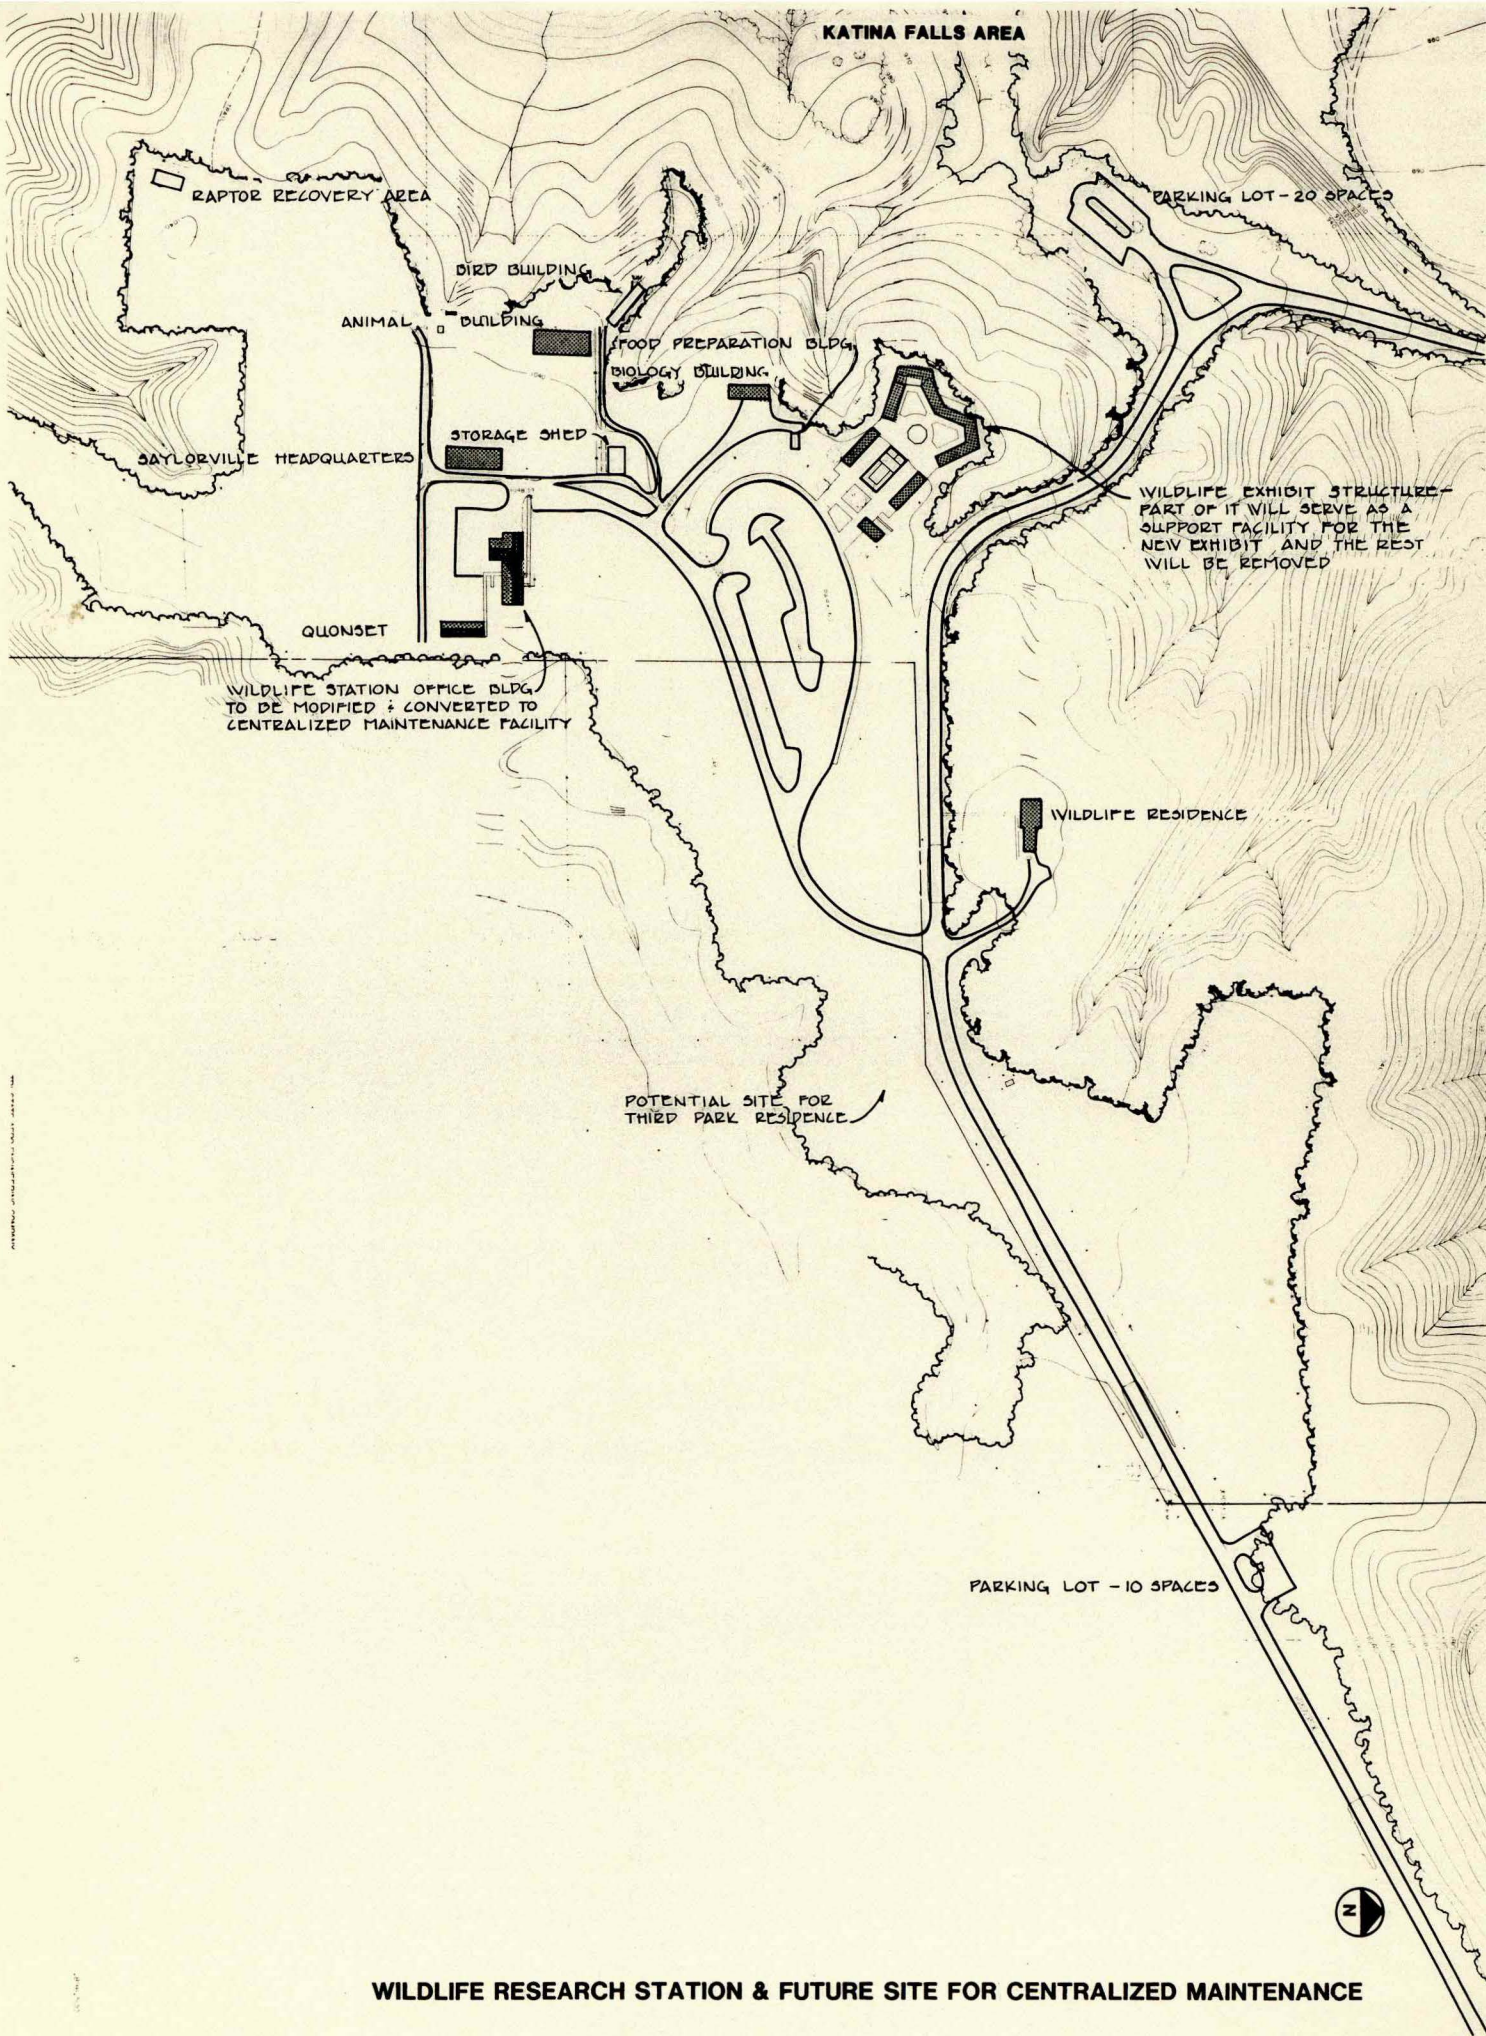 KATINA FALLS AREA
RAPTOR RECOVERY AREA
PARKING LOT - 20 SPACES
BIRD BUILDING
ANIMAL BUILDING
FOOD PREPARATION BLDG
BIOLOGY BUILDING
STORAGE SHED
SAYLORVILLE HEADQUARTERS
WILDLIFE EXHIBIT STRUCTURE-
PART OF IT WILL SERVE AS A
SUPPORT FACILITY FOR THE
NEW EXHIBIT AND THE REST
WILL BE REMOVED
QUONSET
WILDLIFE STATION OFFICE BLDG
TO BE MODIFIED & CONVERTED TO
CENTRALIZED MAINTENANCE FACILITY
WILDLIFE RESIDENCE
POTENTIAL SITE FOR
THIRD PARK RESIDENCE
PARKING LOT - 10 SPACES
N
WILDLIFE RESEARCH STATION & FUTURE SITE FOR CENTRALIZED MAINTENANCE